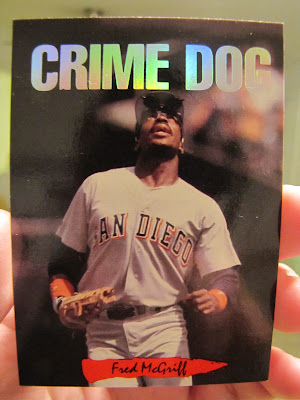 CRIME DOG
SAN DIEGO
Fred McGriff